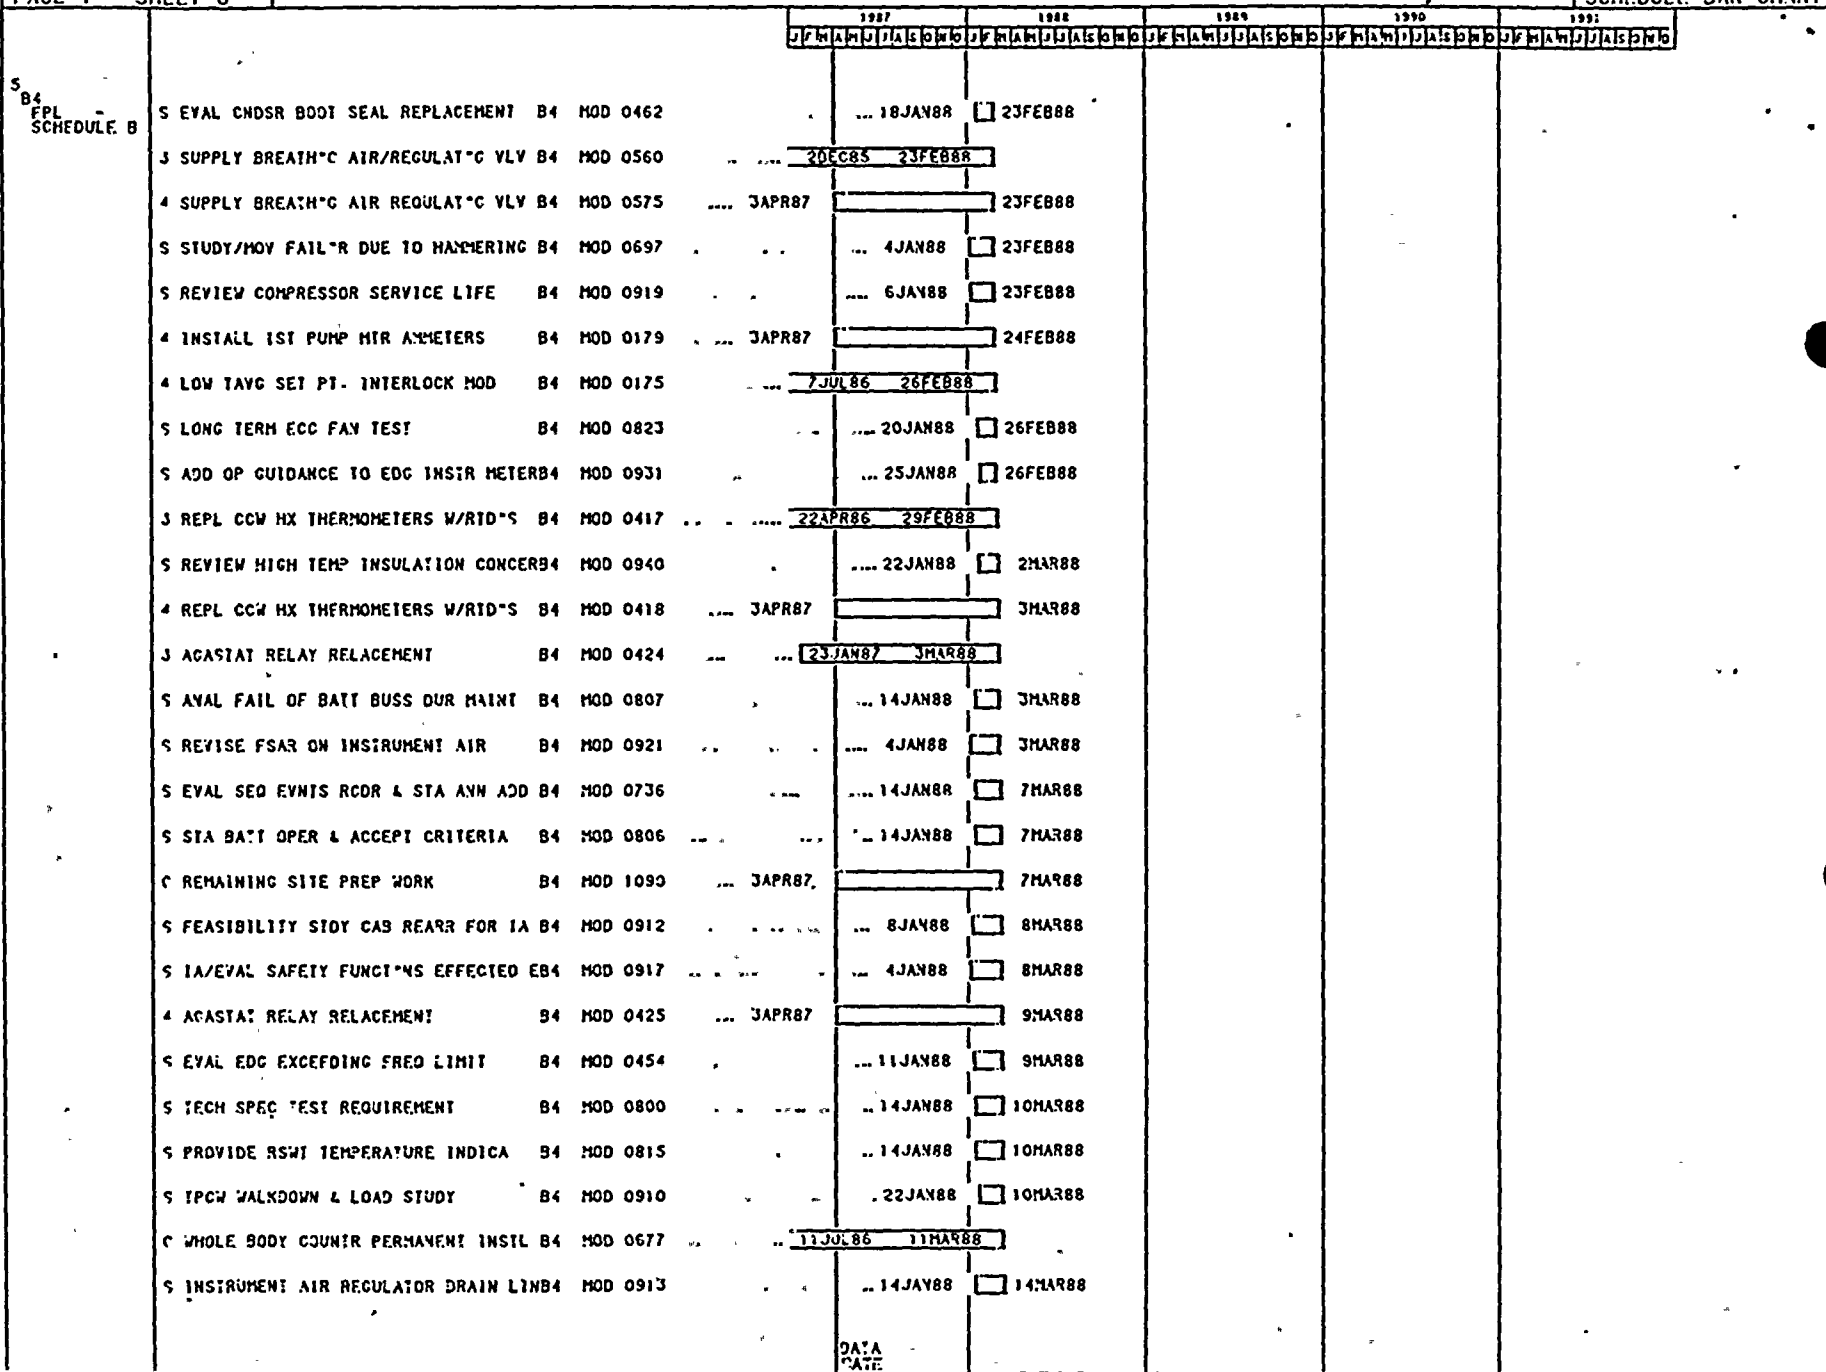 1987 1988 1989 1990 1991
J F M A M J J A S O N D J F M A M J J A S O N D J F M A M J J A S O N D J F M A M J J A S O N D J F M A M J J A S O N D
S
B4
FPL -
SCHEDULE B
S EVAL CNDSR BOOT SEAL REPLACEMENT B4 MOD 0462 18JAN88 23FEB88
3 SUPPLY BREATH"G AIR/REGULAT"G VLV B4 MOD 0560 2DEC85 23FEB88
4 SUPPLY BREATH"G AIR REGULAT"G VLV B4 MOD 0575 3APR87 23FEB88
S STUDY/MOV FAIL"R DUE TO HAMMERING B4 MOD 0697 4JAN88 23FEB88
S REVIEW COMPRESSOR SERVICE LIFE B4 MOD 0919 6JAN88 23FEB88
4 INSTALL IST PUMP MTR AMMETERS B4 MOD 0179 3APR87 24FEB88
4 LOW TAVG SET PT. INTERLOCK MOD B4 MOD 0175 7JUL86 26FEB88
S LONG TERM ECC FAN TEST B4 MOD 0823 20JAN88 26FEB88
S ADD OP GUIDANCE TO EDG INSTR METERB4 MOD 0931 25JAN88 26FEB88
3 REPL CCW HX THERMOMETERS W/RTD"S B4 MOD 0417 22APR86 29FEB88
S REVIEW HIGH TEMP INSULATION CONCERB4 MOD 0940 22JAN88 2MAR88
4 REPL CCW HX THERMOMETERS W/RTD"S B4 MOD 0418 3APR87 3MAR88
3 AGASTAT RELAY RELACEMENT B4 MOD 0424 23JAN87 3MAR88
S ANAL FAIL OF BATT BUSS DUR MAINT B4 MOD 0807 14JAN88 3MAR88
S REVISE FSAR ON INSTRUMENT AIR B4 MOD 0921 4JAN88 3MAR88
S EVAL SEQ EVNTS RCDR & STA ANN ADD B4 MOD 0736 14JAN88 7MAR88
S STA BATT OPER & ACCEPT CRITERIA B4 MOD 0806 14JAN88 7MAR88
C REMAINING SITE PREP WORK B4 MOD 1090 3APR87 7MAR88
S FEASIBILITY STDY CAB REARR FOR IA B4 MOD 0912 8JAN88 8MAR88
S IA/EVAL SAFETY FUNCT"NS EFFECTED EB4 MOD 0917 4JAN88 8MAR88
4 AGASTAT RELAY RELACEMENT B4 MOD 0425 3APR87 9MAR88
S EVAL EDG EXCEEDING FREQ LIMIT B4 MOD 0454 11JAN88 9MAR88
S TECH SPEC TEST REQUIREMENT B4 MOD 0800 14JAN88 10MAR88
S PROVIDE RSWT TEMPERATURE INDICA B4 MOD 0815 14JAN88 10MAR88
S TPCW WALKDOWN & LOAD STUDY B4 MOD 0910 22JAN88 10MAR88
C WHOLE BODY COUNTR PERMANENT INSTL B4 MOD 0677 11JUL86 11MAR88
S INSTRUMENT AIR REGULATOR DRAIN LINB4 MOD 0913 14JAN88 14MAR88
DATA
DATE